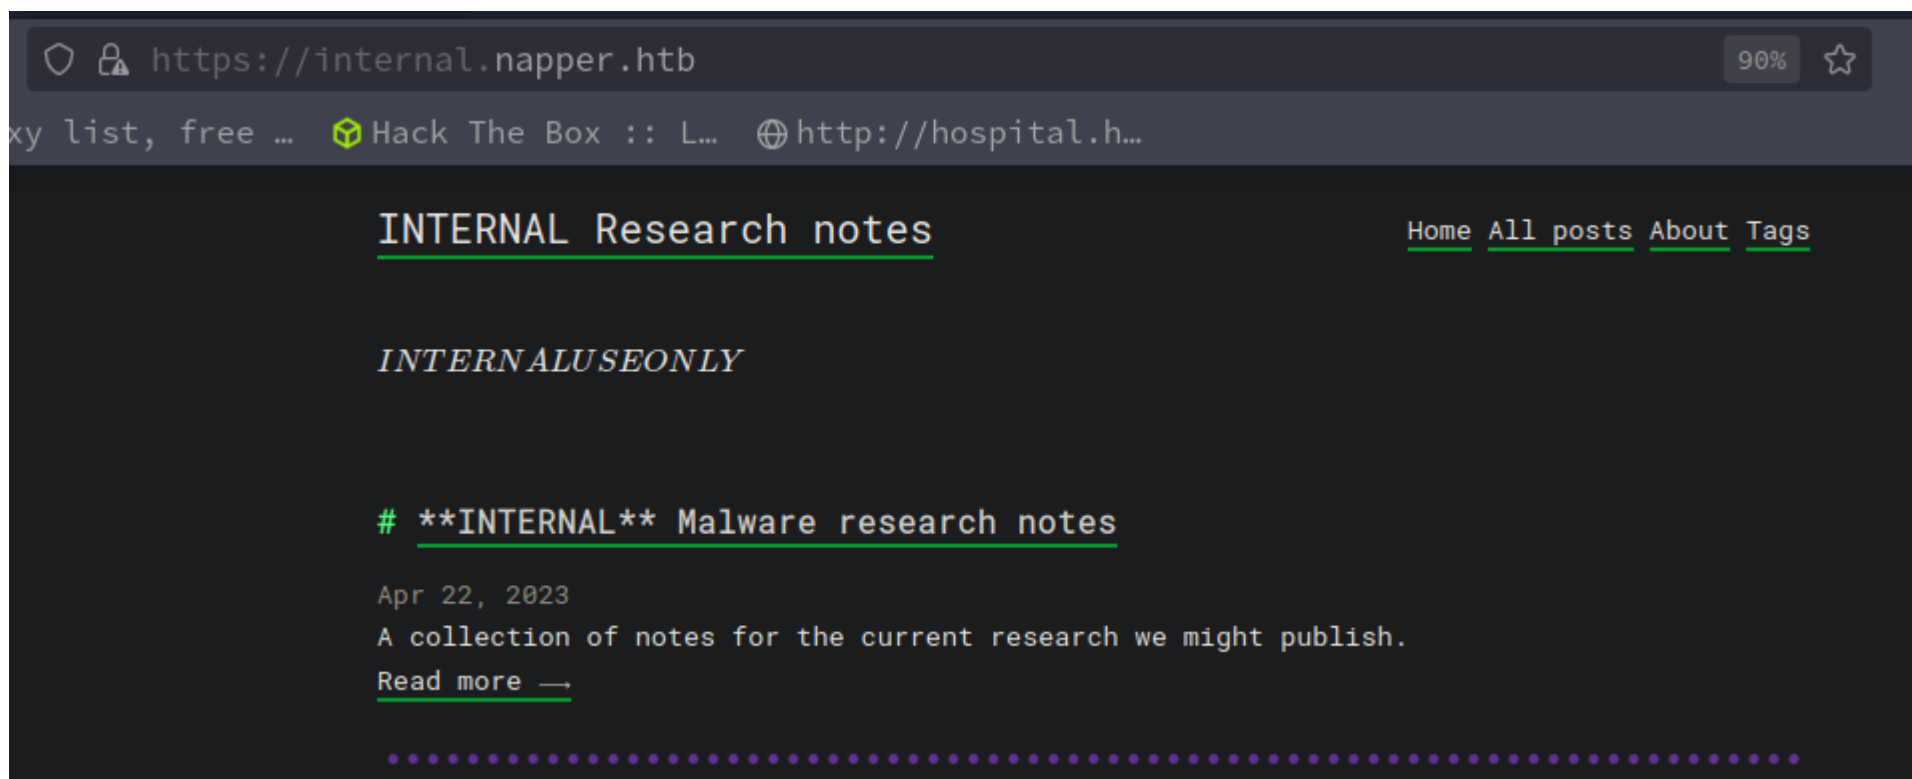 https://internal.napper.htb 90%
xy list, free … Hack The Box :: L… http://hospital.h…
INTERNAL Research notes Home All posts About Tags
INTERNALUSEONLY
# **INTERNAL** Malware research notes
Apr 22, 2023
A collection of notes for the current research we might publish.
Read more ⟶